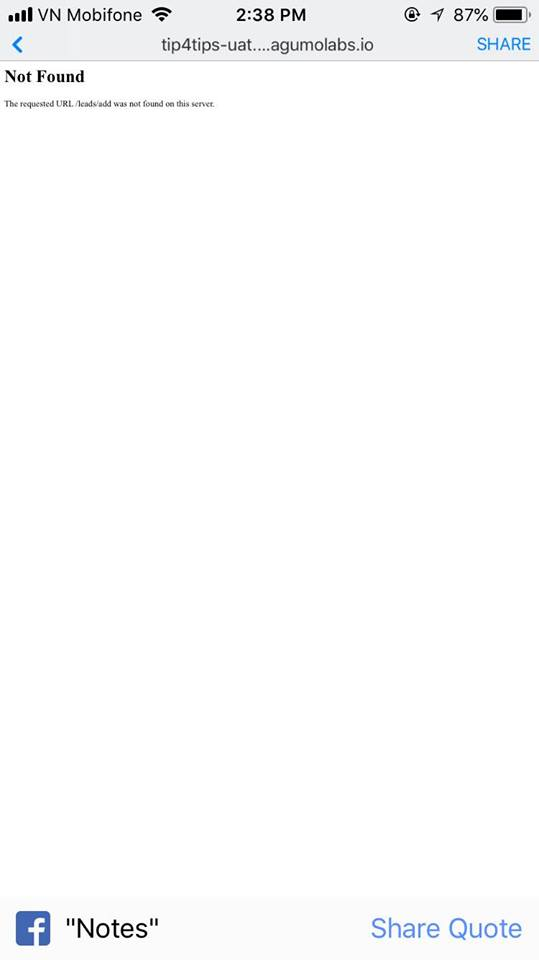 VN Mobifone 2:38 PM 87%
tip4tips-uat....agumolabs.io SHARE
Not Found
The requested URL /leads/add was not found on this server.
"Notes" Share Quote